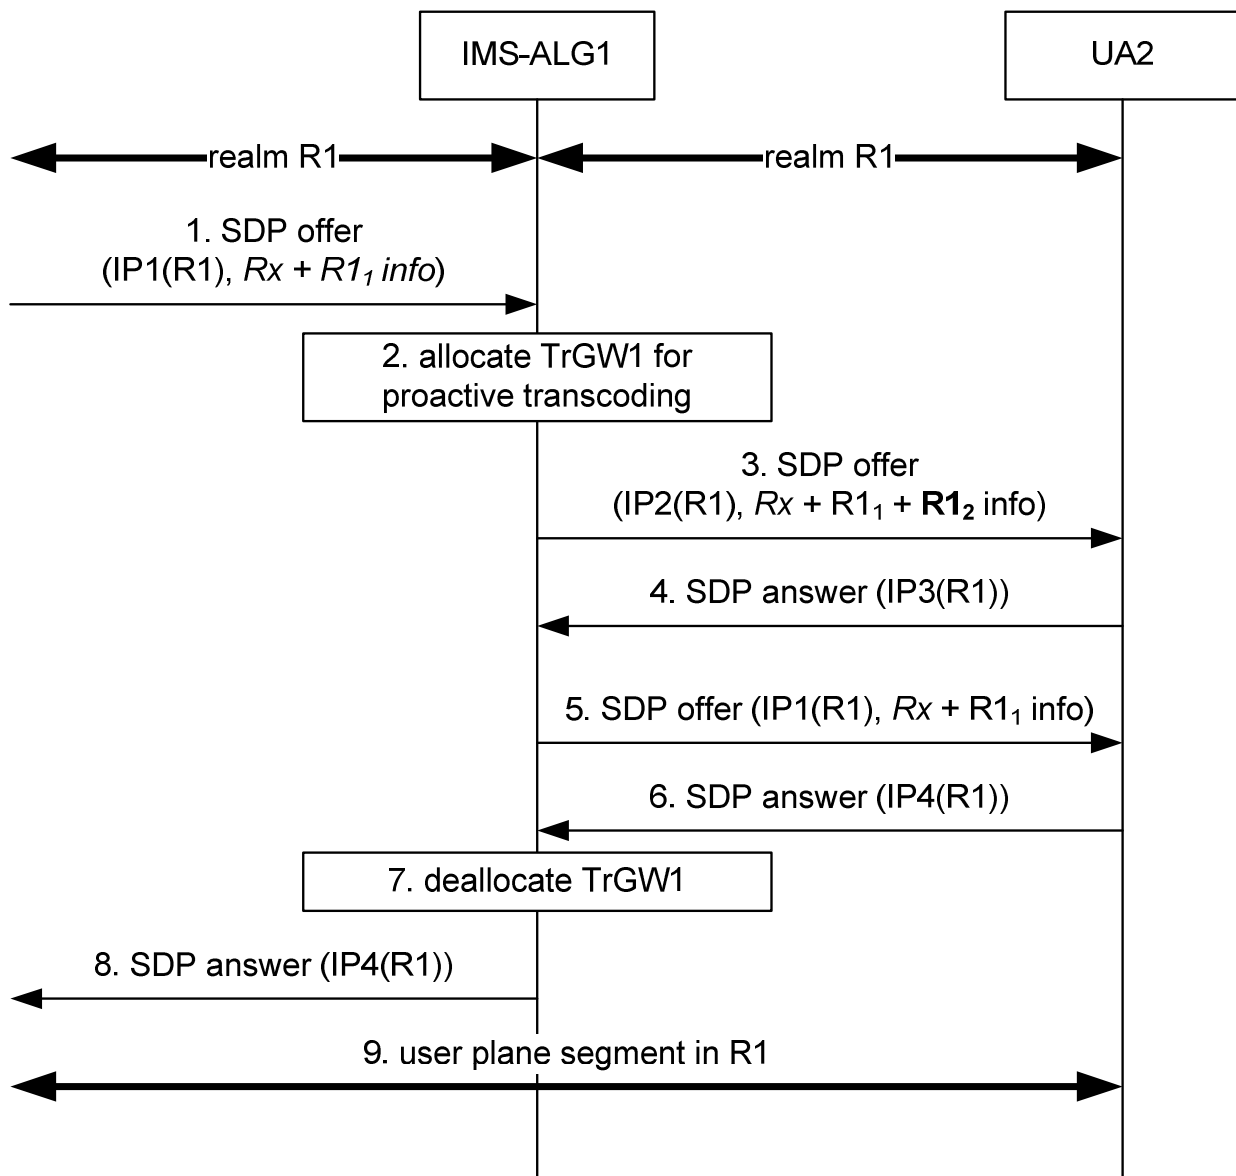 IMS-ALG1
UA2
realm R1
realm R1
1. SDP offer
(IP1(R1), Rx + R1₁ info)
2. allocate TrGW1 for
proactive transcoding
3. SDP offer
(IP2(R1), Rx + R1₁ + R1₂ info)
4. SDP answer (IP3(R1))
5. SDP offer (IP1(R1), Rx + R1₁ info)
6. SDP answer (IP4(R1))
7. deallocate TrGW1
8. SDP answer (IP4(R1))
9. user plane segment in R1